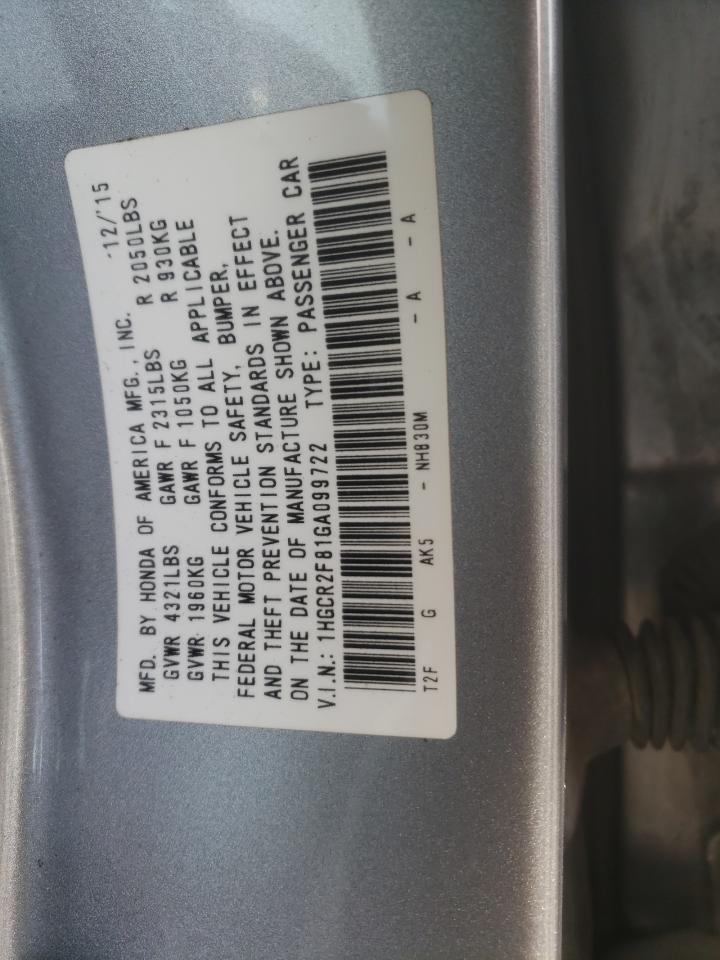 MFD. BY HONDA OF AMERICA MFG., INC. 12/'15
GVWR 4321LBS GAWR F 2315LBS R 2050LBS
GVWR 1960KG GAWR F 1050KG R 930KG
THIS VEHICLE CONFORMS TO ALL APPLICABLE
FEDERAL MOTOR VEHICLE SAFETY, BUMPER,
AND THEFT PREVENTION STANDARDS IN EFFECT
ON THE DATE OF MANUFACTURE SHOWN ABOVE.
V.I.N.: 1HGCR2F81GA099722 TYPE: PASSENGER CAR
T2F G AK5 - NH830M - A - A